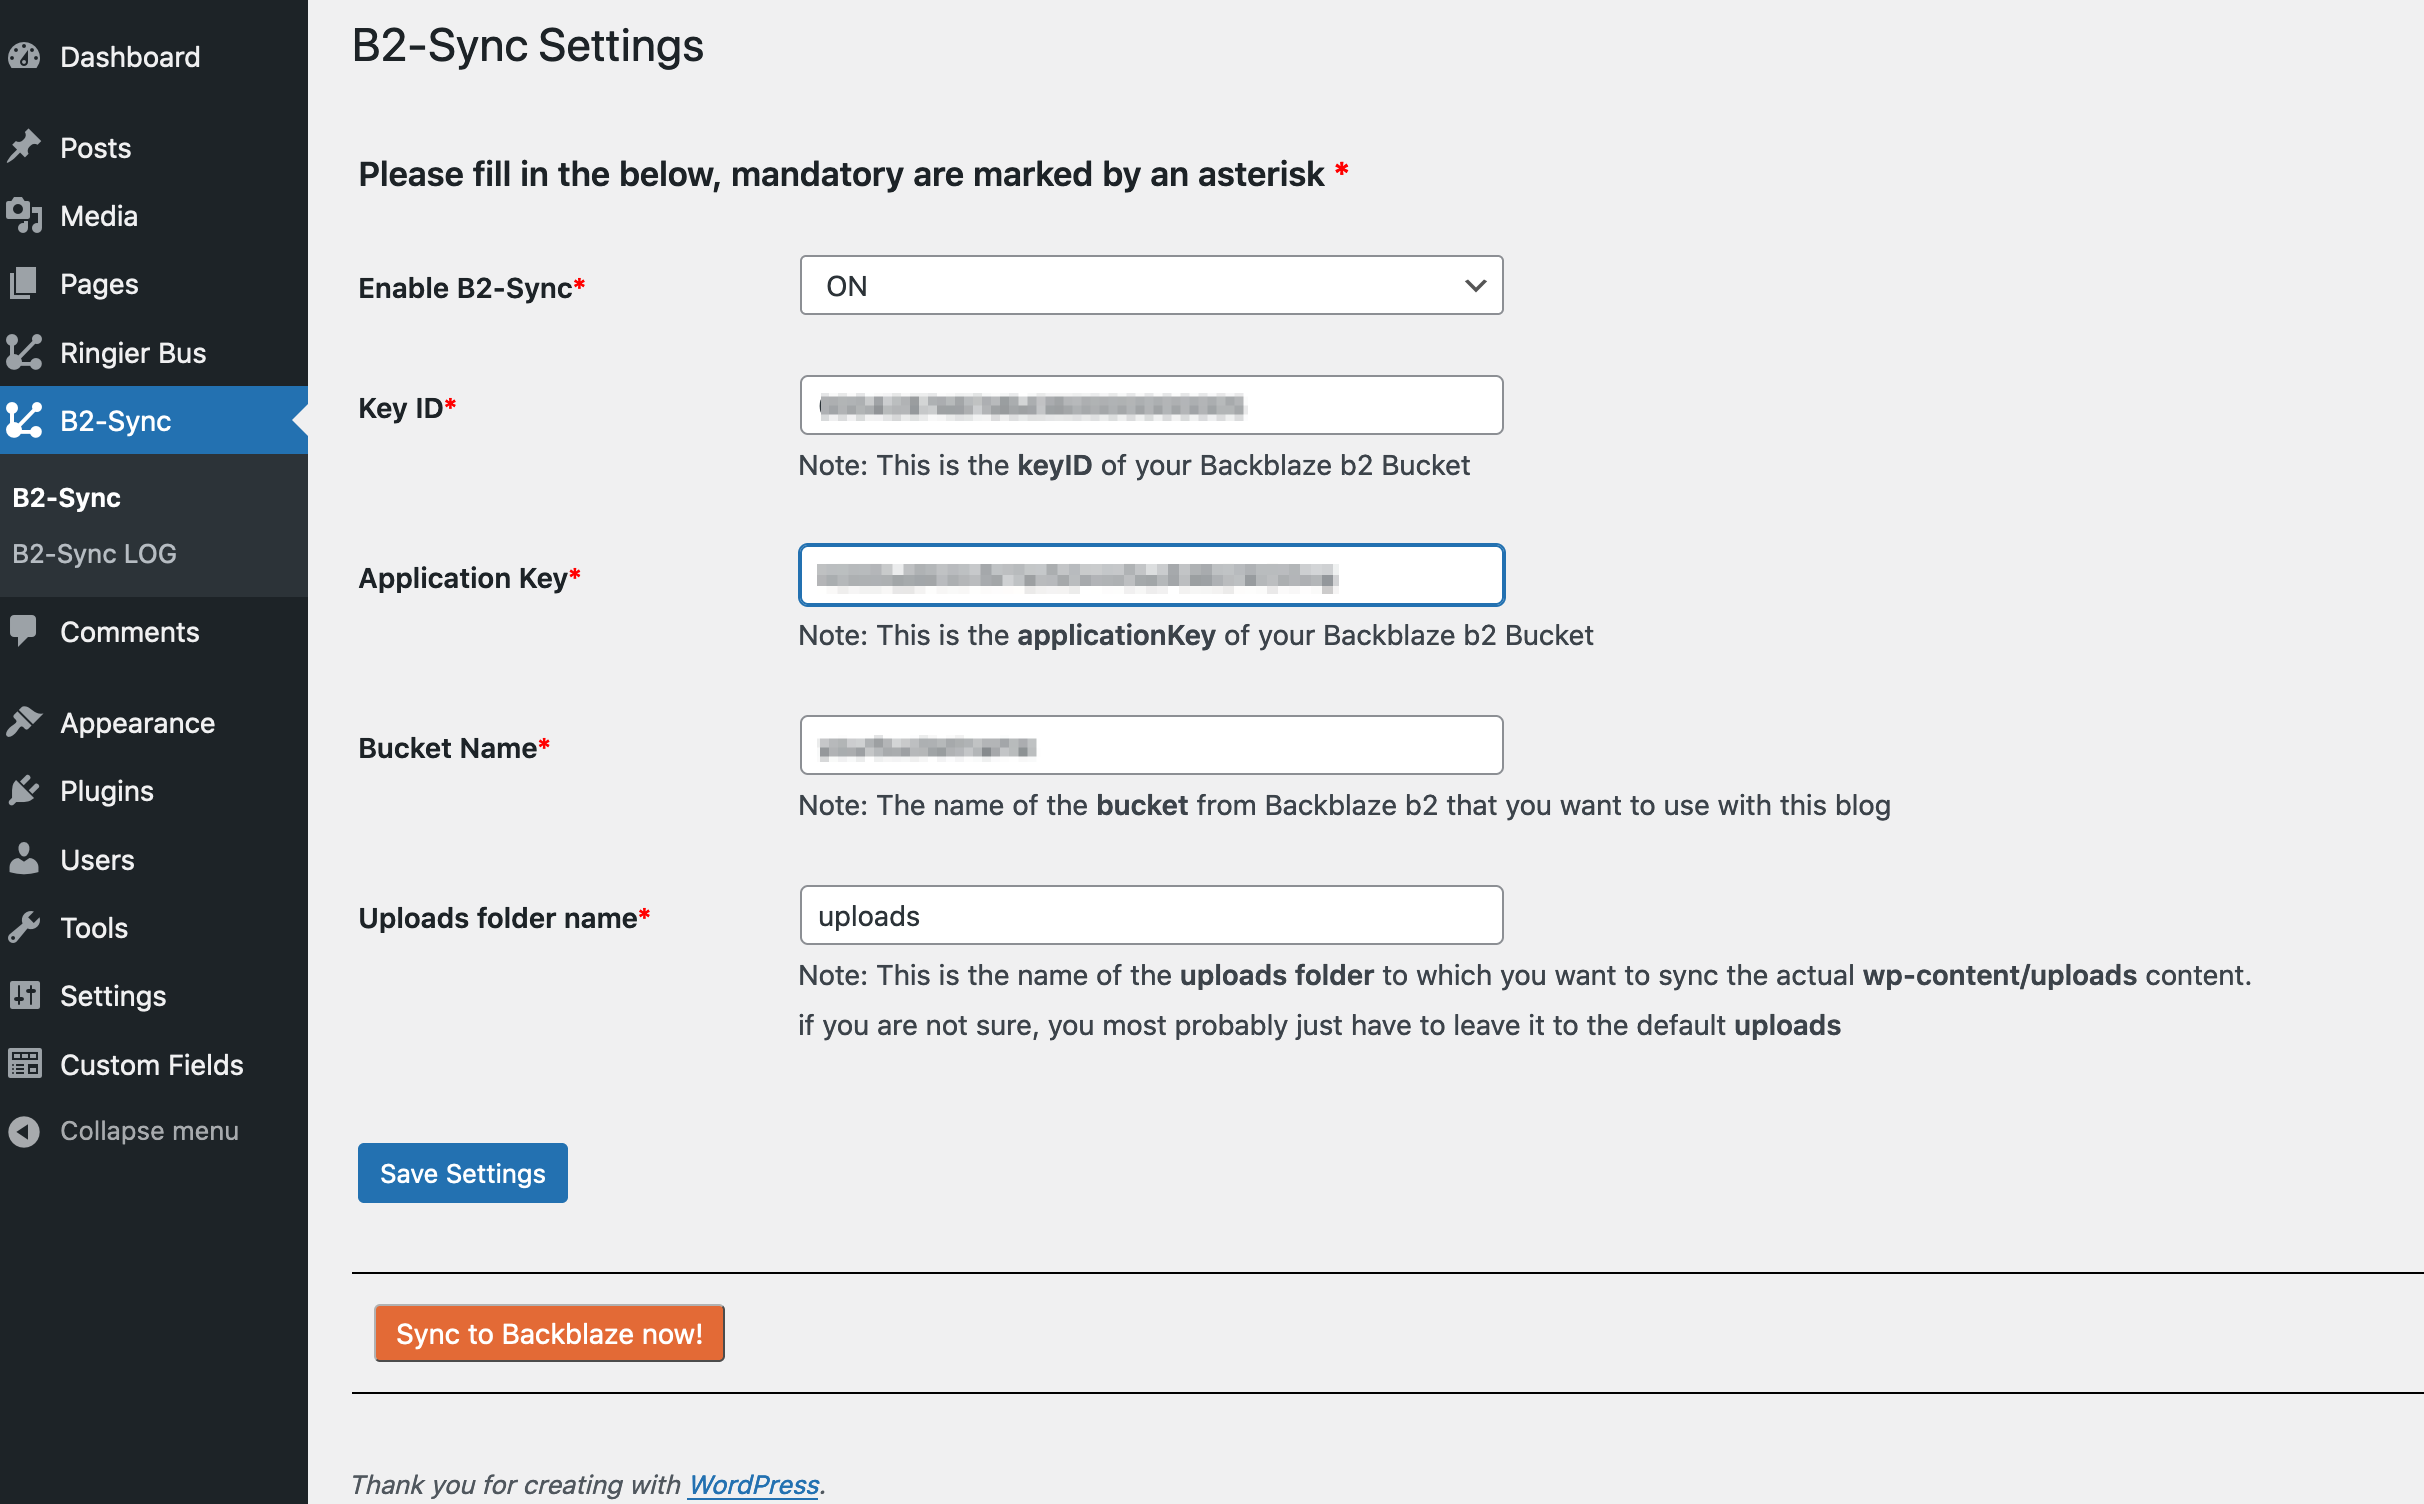 Dashboard
Posts
Media
Pages
Ringier Bus
B2-Sync
B2-Sync
B2-Sync LOG
Comments
Appearance
Plugins
Users
Tools
Settings
Custom Fields
Collapse menu
B2-Sync Settings
Please fill in the below, mandatory are marked by an asterisk *
Enable B2-Sync*
ON
Key ID*
Note: This is the keyID of your Backblaze b2 Bucket
Application Key*
Note: This is the applicationKey of your Backblaze b2 Bucket
Bucket Name*
Note: The name of the bucket from Backblaze b2 that you want to use with this blog
Uploads folder name*
uploads
Note: This is the name of the uploads folder to which you want to sync the actual wp-content/uploads content.
if you are not sure, you most probably just have to leave it to the default uploads
Save Settings
Sync to Backblaze now!
Thank you for creating with WordPress.